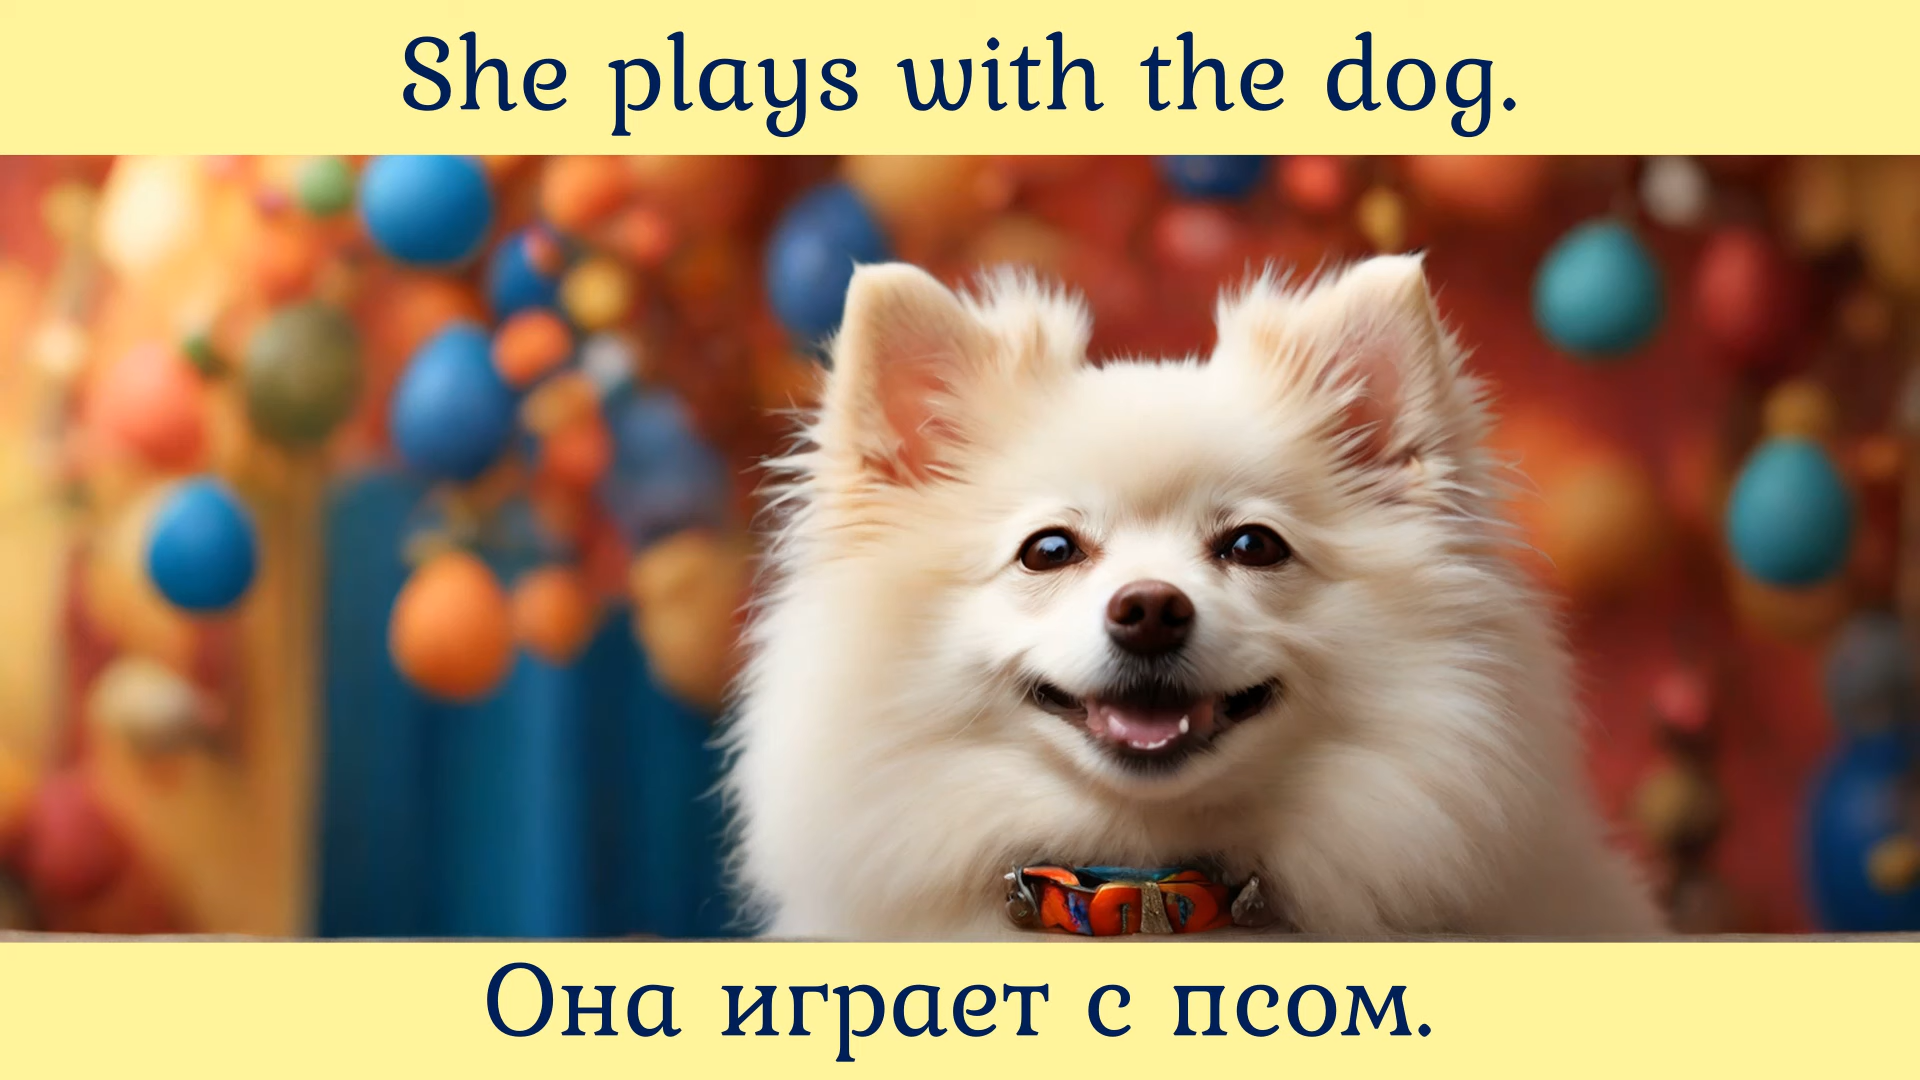 She plays with the dog.
Она играет с псом.